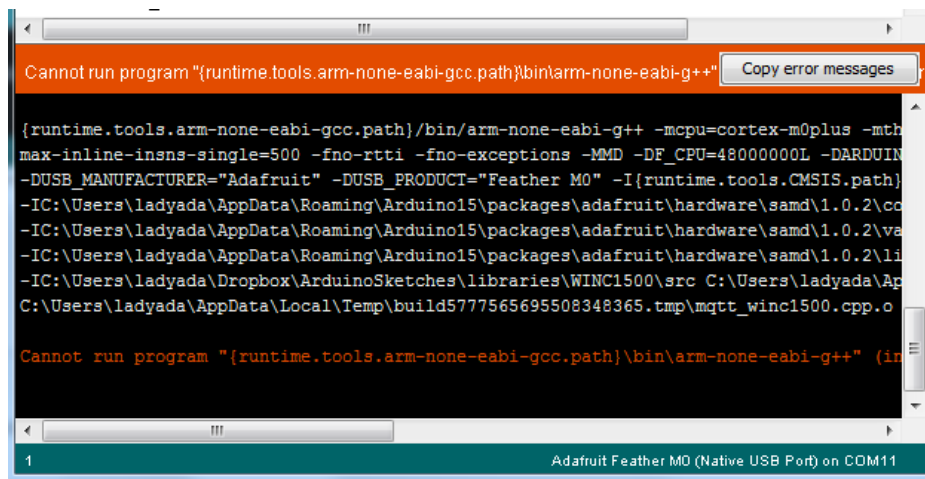 Cannot run program "{runtime.tools.arm-none-eabi-gcc.path}\bin\arm-none-eabi-g++"
Copy error messages
{runtime.tools.arm-none-eabi-gcc.path}/bin/arm-none-eabi-g++ -mcpu=cortex-m0plus -mth
max-inline-insns-single=500 -fno-rtti -fno-exceptions -MMD -DF_CPU=48000000L -DARDUIN
-DUSB_MANUFACTURER="Adafruit" -DUSB_PRODUCT="Feather M0" -I{runtime.tools.CMSIS.path}
-IC:\Users\ladyada\AppData\Roaming\Arduino15\packages\adafruit\hardware\samd\1.0.2\co
-IC:\Users\ladyada\AppData\Roaming\Arduino15\packages\adafruit\hardware\samd\1.0.2\va
-IC:\Users\ladyada\AppData\Roaming\Arduino15\packages\adafruit\hardware\samd\1.0.2\li
-IC:\Users\ladyada\Dropbox\ArduinoSketches\libraries\WINC1500\src C:\Users\ladyada\Ap
C:\Users\ladyada\AppData\Local\Temp\build5777565695508348365.tmp\mqtt_winc1500.cpp.o
Cannot run program "{runtime.tools.arm-none-eabi-gcc.path}\bin\arm-none-eabi-g++" (in
1
Adafruit Feather M0 (Native USB Port) on COM11